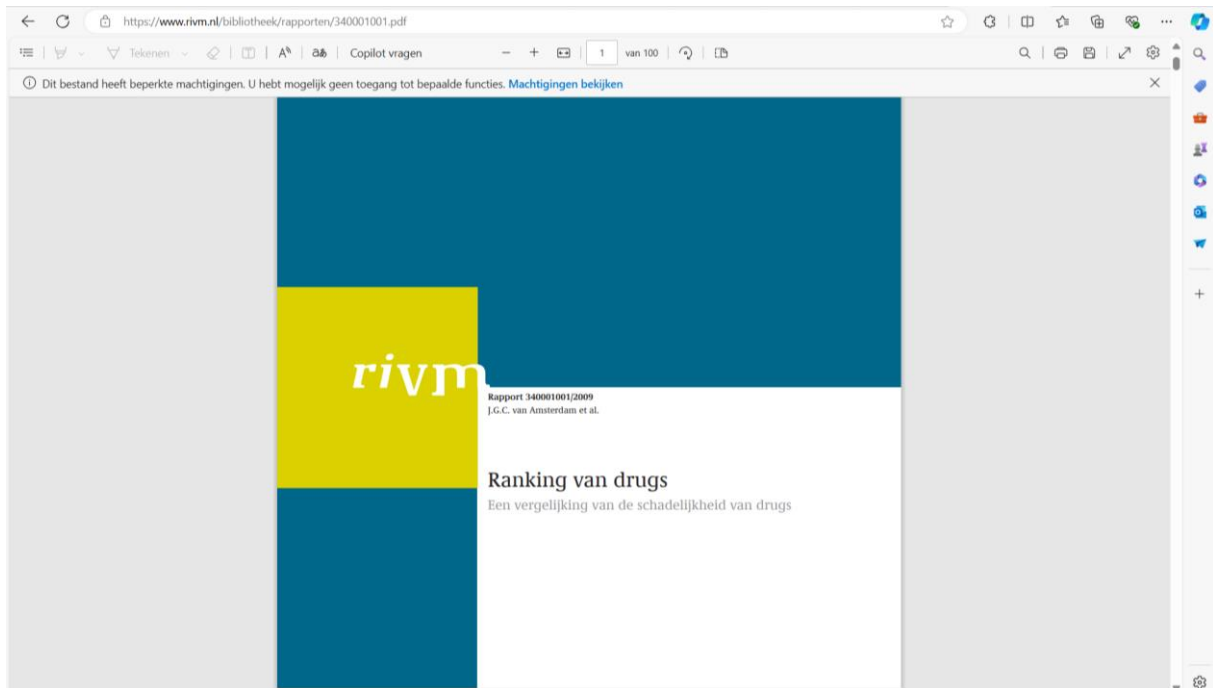 https://www.rivm.nl/bibliotheek/rapporten/340001001.pdf
Tekenen
Copilot vragen
1 van 100
Dit bestand heeft beperkte machtigingen. U hebt mogelijk geen toegang tot bepaalde functies. Machtigingen bekijken
rivm
Rapport 340001001/2009
J.G.C. van Amsterdam et al.
Ranking van drugs
Een vergelijking van de schadelijkheid van drugs